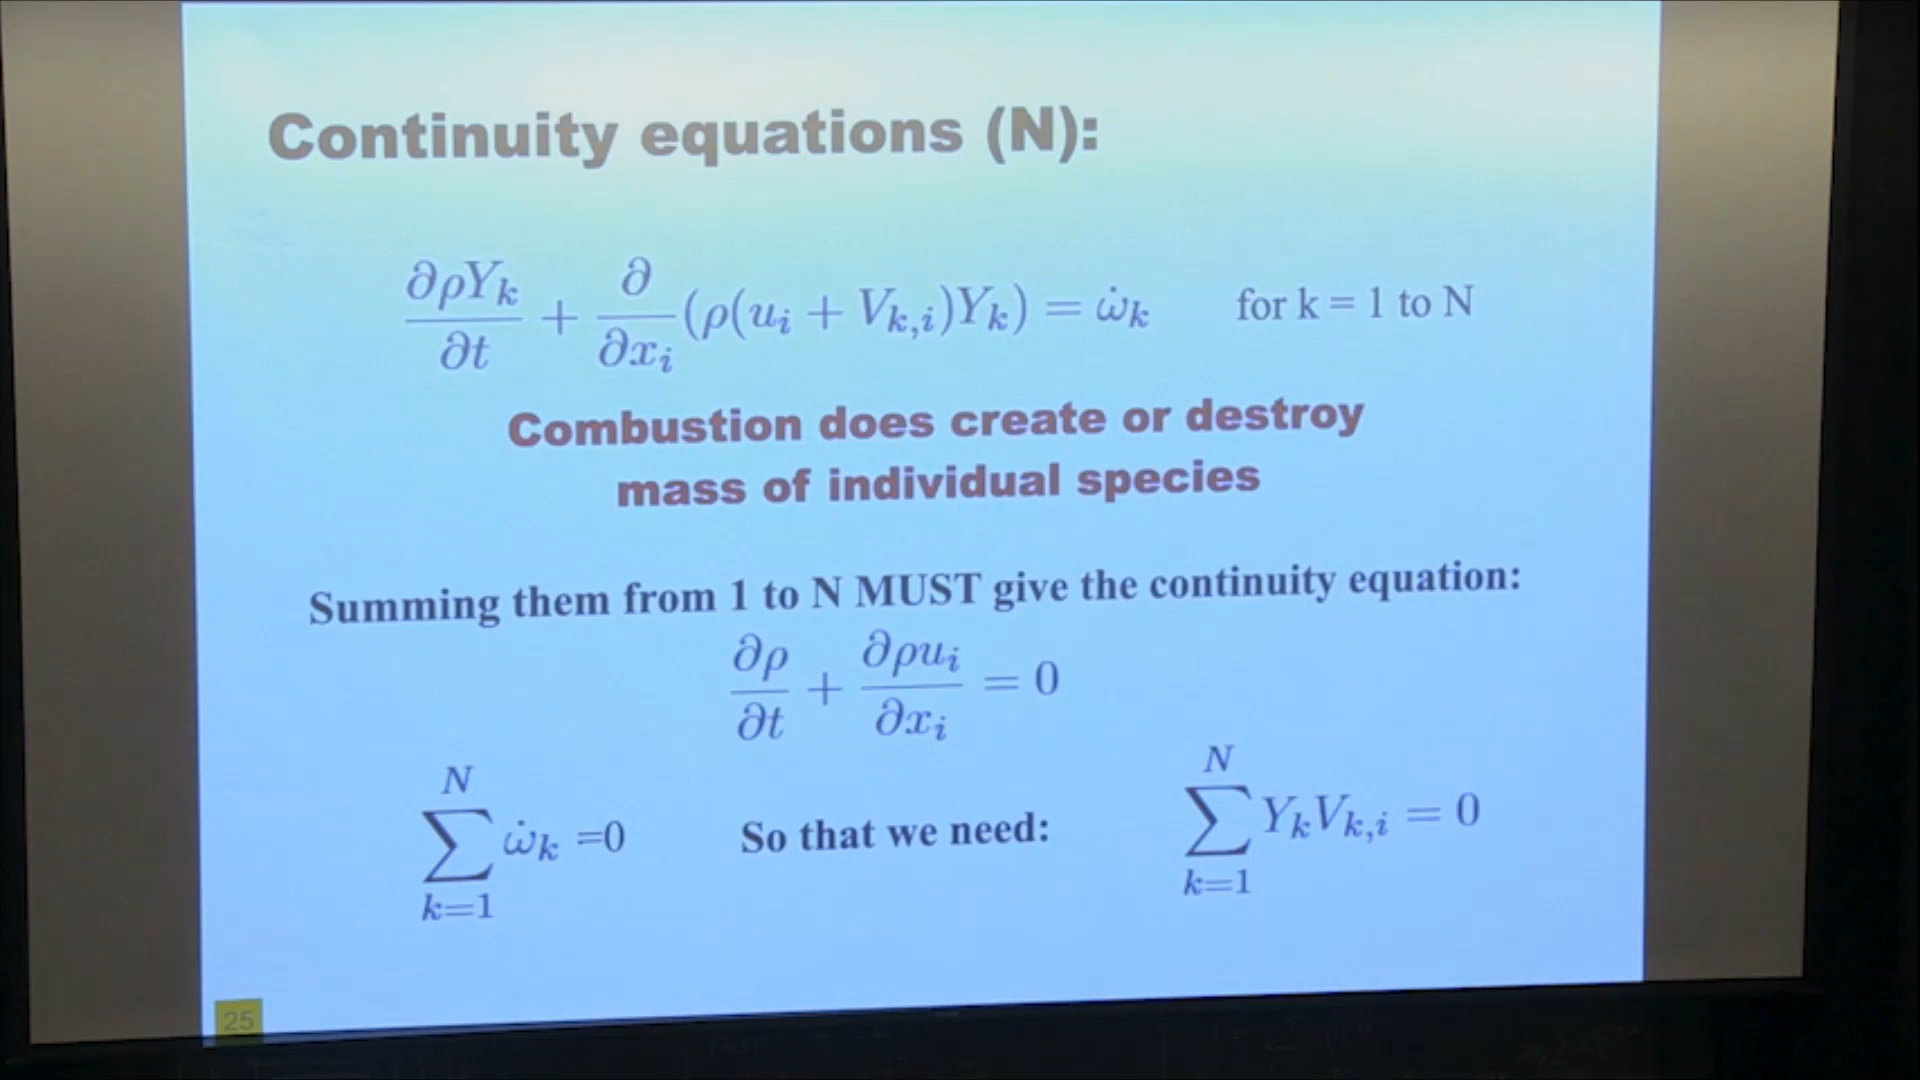 Continuity equations (N):
∂ρY_k/∂t + ∂/∂x_i (ρ(u_i + V_{k,i})Y_k) = ω̇_k for k = 1 to N
Combustion does create or destroy
mass of individual species
Summing them from 1 to N MUST give the continuity equation:
∂ρ/∂t + ∂ρu_i/∂x_i = 0
∑_{k=1}^{N} ω̇_k =0 So that we need: ∑_{k=1}^{N} Y_k V_{k,i} = 0
25